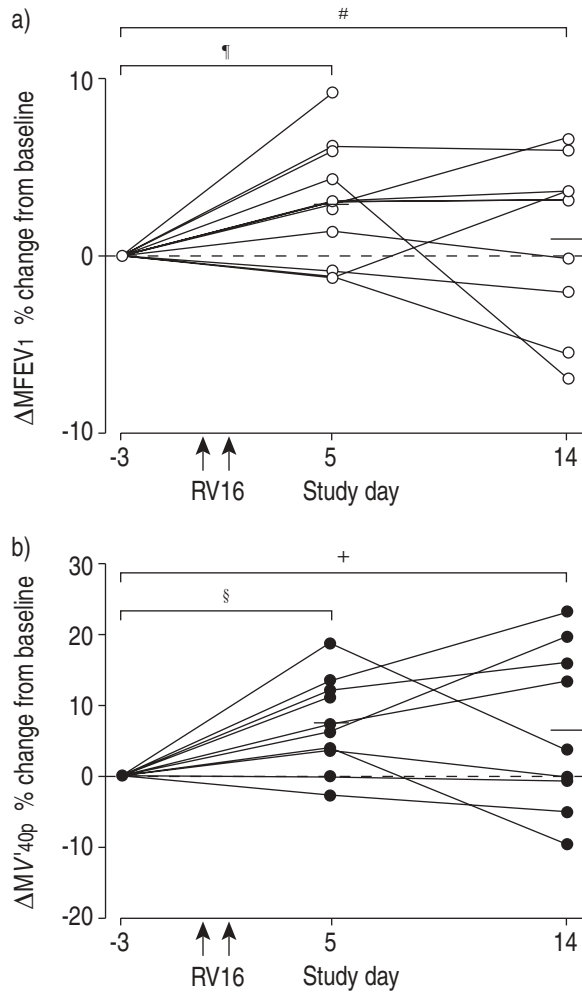 a)
#
¶
10
0
-10
ΔMFEV1 % change from baseline
-3 5 14
RV16 Study day
b)
+
§
30
20
10
0
-10
-20
ΔMV'40p % change from baseline
-3 5 14
RV16 Study day